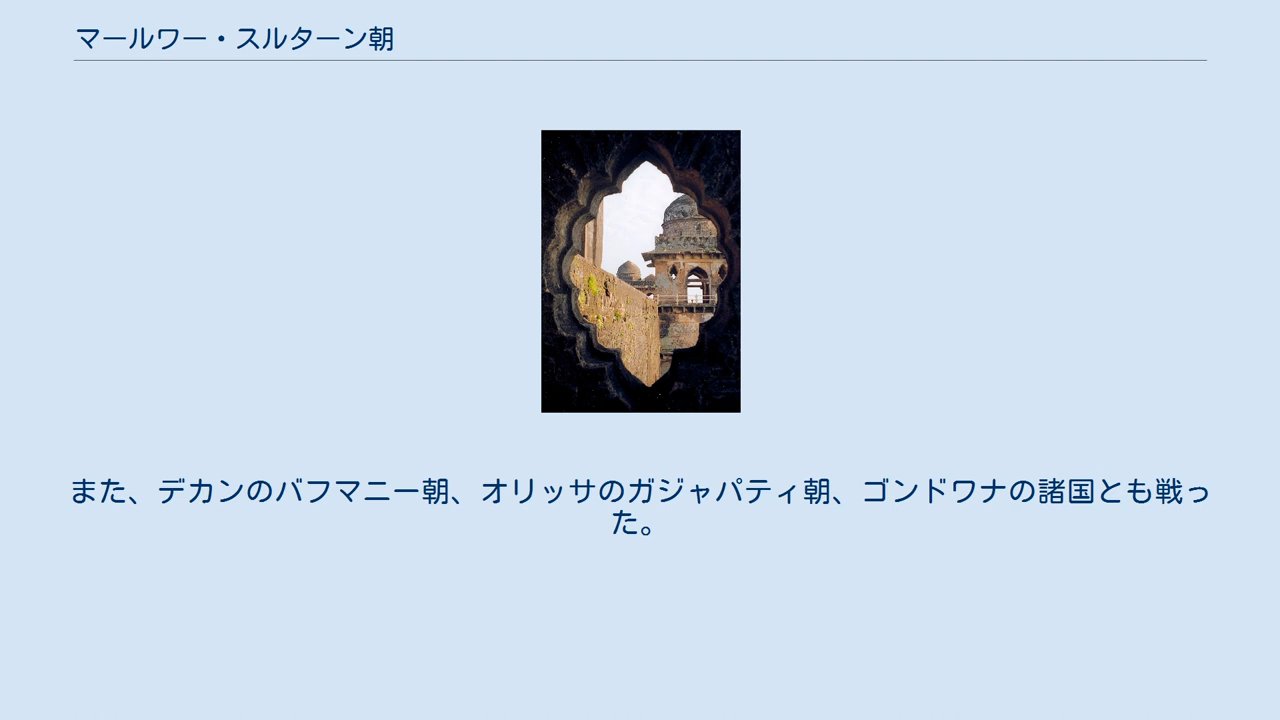 マールワー・スルターン朝
また、デカンのバフマニー朝、オリッサのガジャパティ朝、ゴンドワナの諸国とも戦っ
た。